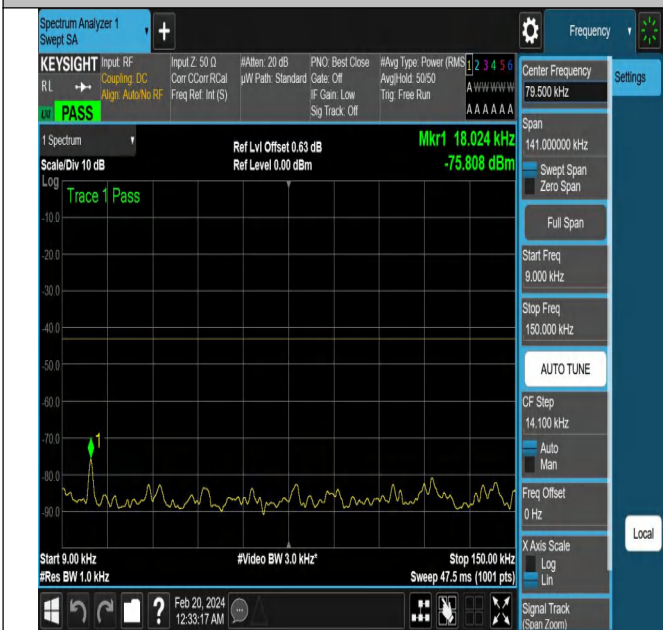 Spectrum Analyzer 1
Swept SA
+
Frequency
KEYSIGHT
RL
LXI
PASS
Input: RF
Coupling: DC
Align: Auto/No RF
Input Z: 50 Ω
Corr CCorr RCal
Freq Ref: Int (S)
#Atten: 20 dB
µW Path: Standard
PNO: Best Close
Gate: Off
IF Gain: Low
Sig Track: Off
#Avg Type: Power (RMS
Avg|Hold: 50/50
Trig: Free Run
1 2 3 4 5 6
A W W W W W
A A A A A A
1 Spectrum
Scale/Div 10 dB
Log
Ref Lvl Offset 0.63 dB
Ref Level 0.00 dBm
Mkr1 18.024 kHz
-75.808 dBm
Trace 1 Pass
-10.0
-20.0
-30.0
-40.0
-50.0
-60.0
-70.0
-80.0
-90.0
1
Start 9.00 kHz
#Res BW 1.0 kHz
#Video BW 3.0 kHz*
Stop 150.00 kHz
Sweep 47.5 ms (1001 pts)
?
Feb 20, 2024
12:33:17 AM
Center Frequency
79.500 kHz
Settings
Span
141.000000 kHz
Swept Span
Zero Span
Full Span
Start Freq
9.000 kHz
Stop Freq
150.000 kHz
AUTO TUNE
CF Step
14.100 kHz
Auto
Man
Freq Offset
0 Hz
Local
X Axis Scale
Log
Lin
Signal Track
(Span Zoom)